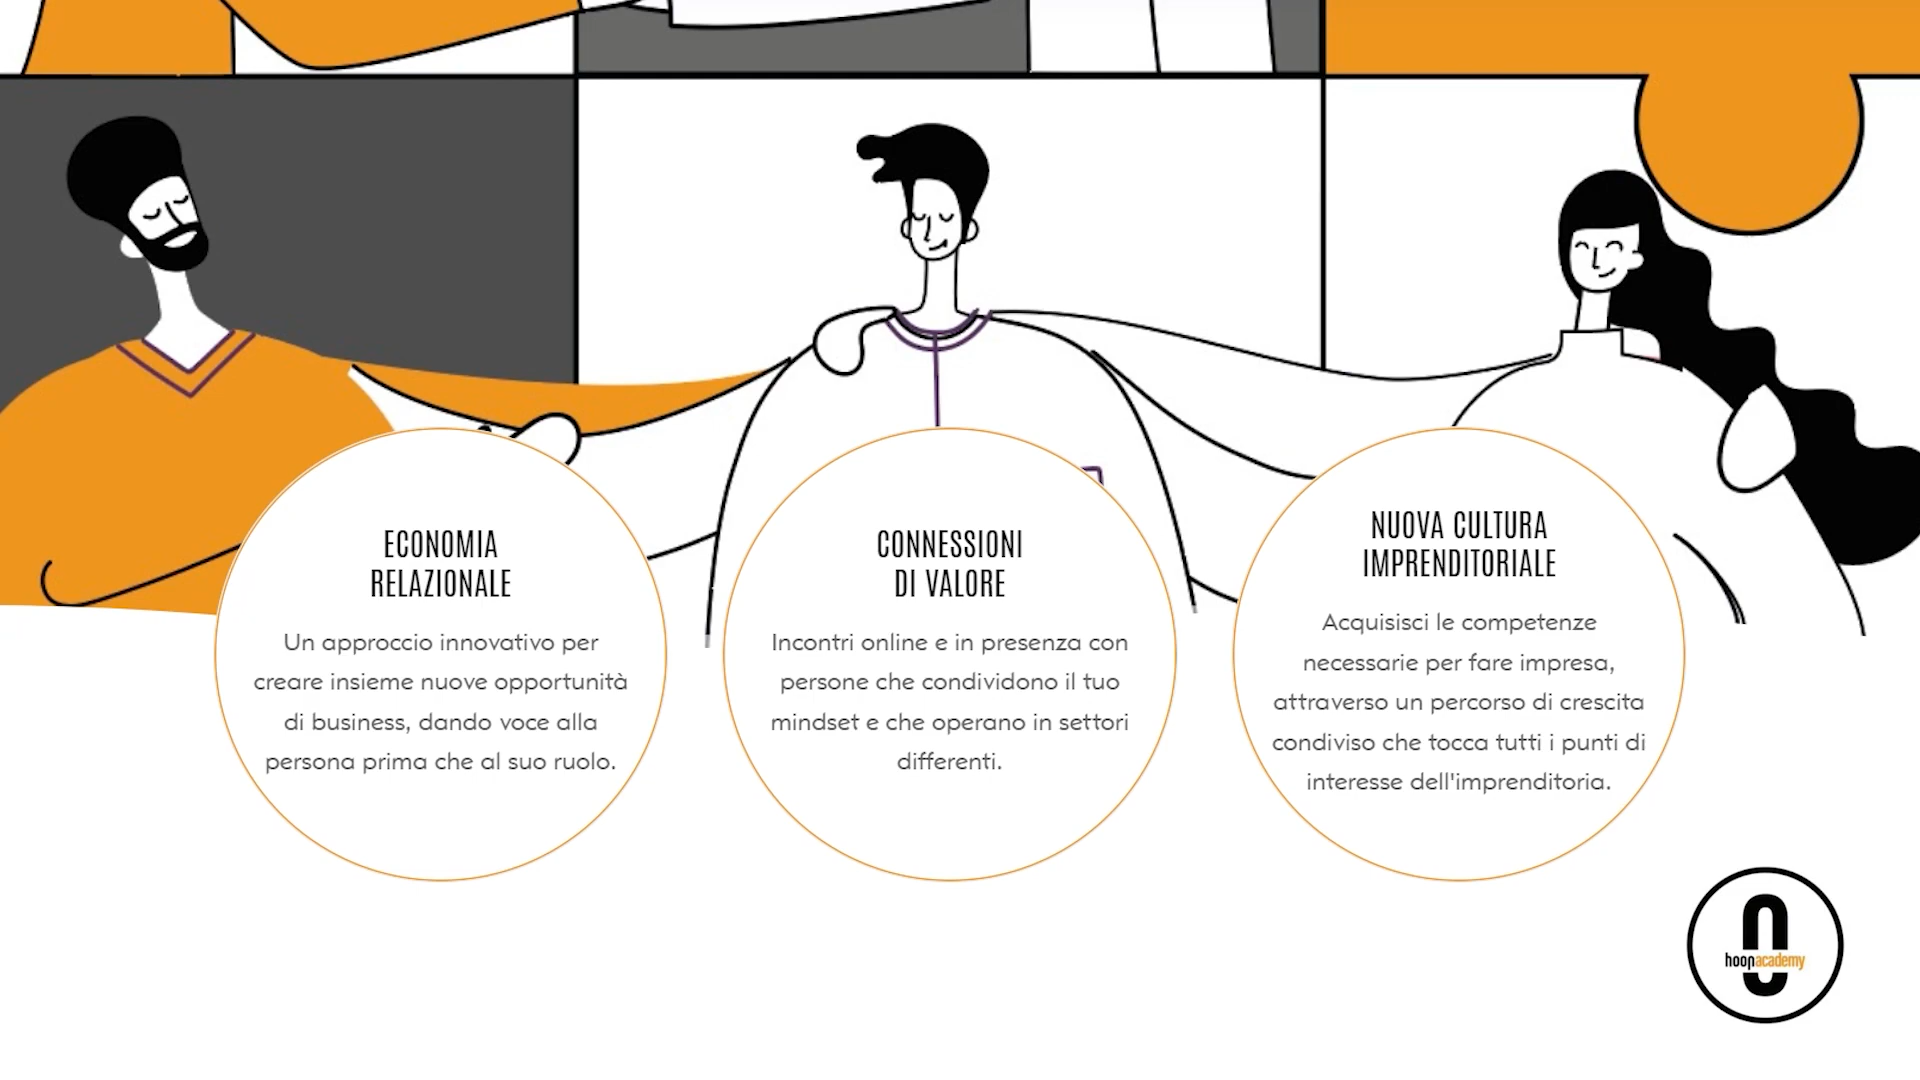 ECONOMIA
RELAZIONALE
Un approccio innovativo per
creare insieme nuove opportunità
di business, dando voce alla
persona prima che al suo ruolo.
CONNESSIONI
DI VALORE
Incontri online e in presenza con
persone che condividono il tuo
mindset e che operano in settori
differenti.
NUOVA CULTURA
IMPRENDITORIALE
Acquisisci le competenze
necessarie per fare impresa,
attraverso un percorso di crescita
condiviso che tocca tutti i punti di
interesse dell'imprenditoria.
hoopacademy